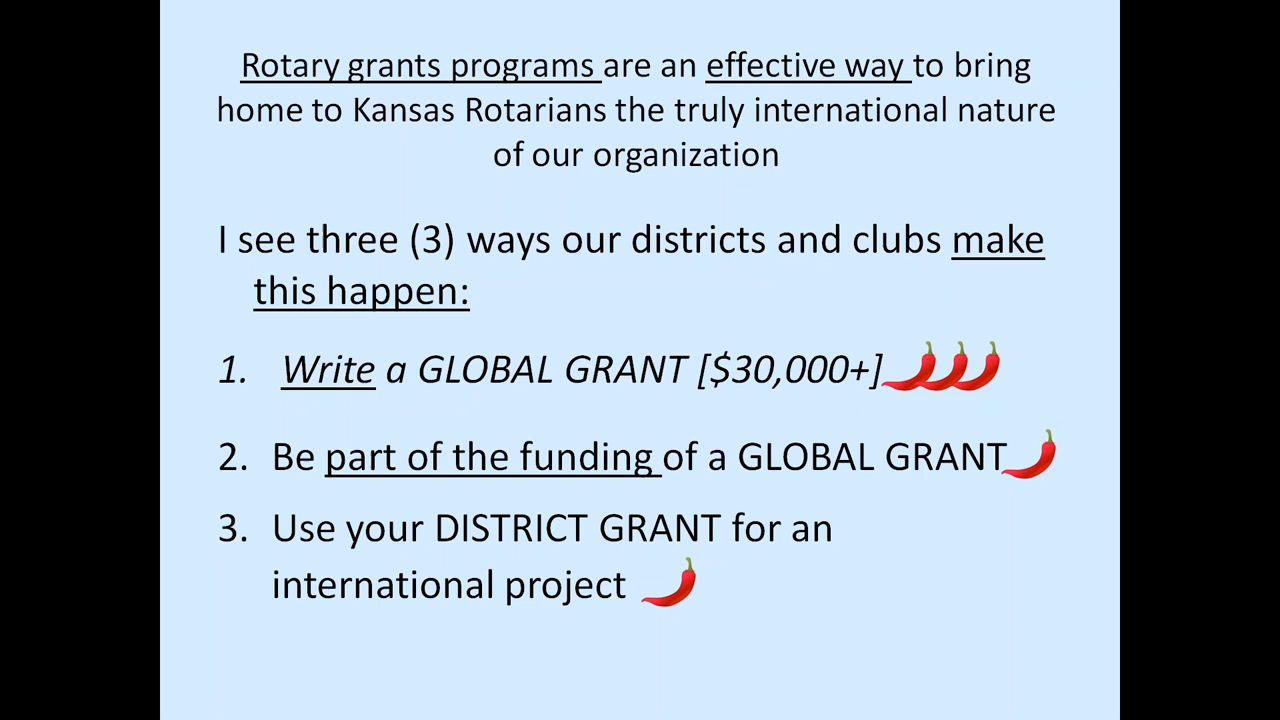 Rotary grants programs are an effective way to bring
home to Kansas Rotarians the truly international nature
of our organization
I see three (3) ways our districts and clubs make
this happen:
1. Write a GLOBAL GRANT [$30,000+]
2. Be part of the funding of a GLOBAL GRANT
3. Use your DISTRICT GRANT for an
international project